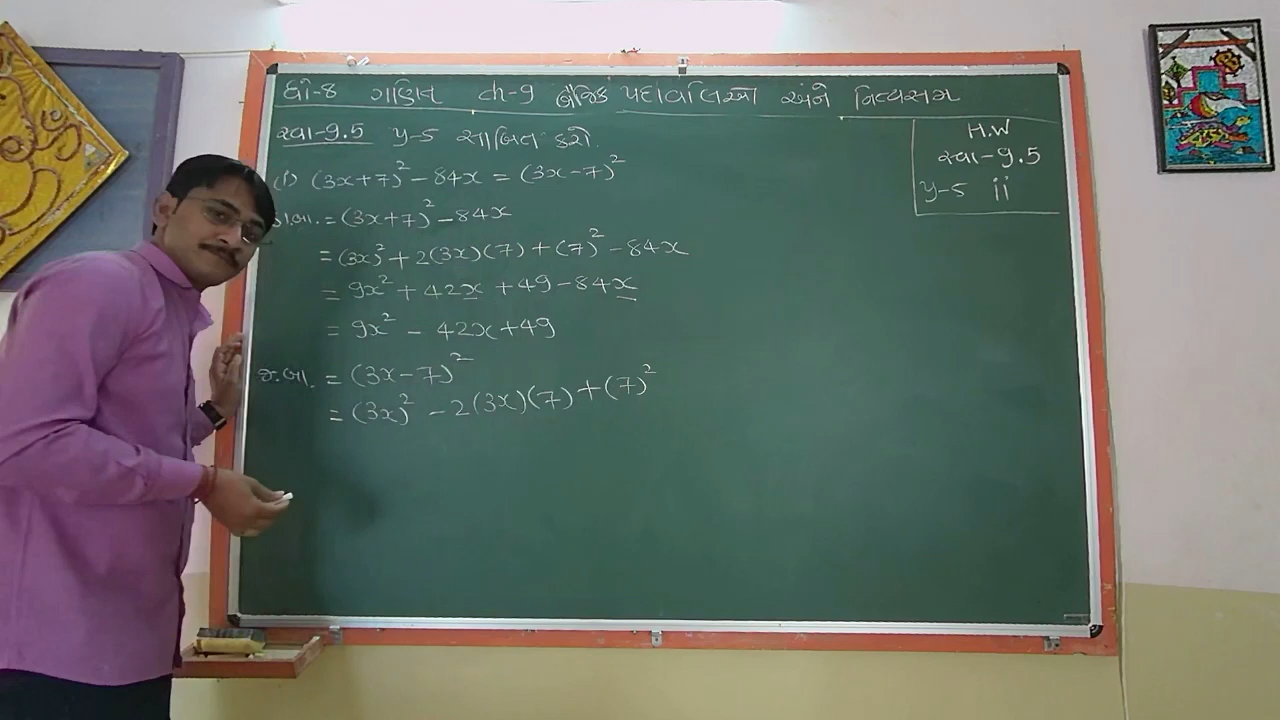 ધો-8 ગણિત ch-9 બૈજિક પદાવલિઓ અને નિત્યસમ
સ્વા-9.5 પ્ર-5 સાબિત કરો.
(i) (3x+7)² - 84x = (3x-7)²
ડ.બા. = (3x+7)² - 84x
= (3x)² + 2(3x)(7) + (7)² - 84x
= 9x² + 42x + 49 - 84x
= 9x² - 42x + 49
જ.બા. = (3x-7)²
= (3x)² - 2(3x)(7) + (7)²
H.W
સ્વા-9.5
પ્ર-5 ii